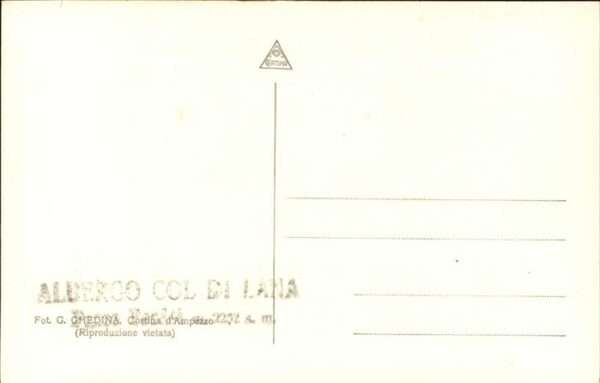 ALBERGO COL DI LANA
Fot. G. GHEDINA. Cortina d'Ampezzo
a. m.
(Riproduzione vietata)